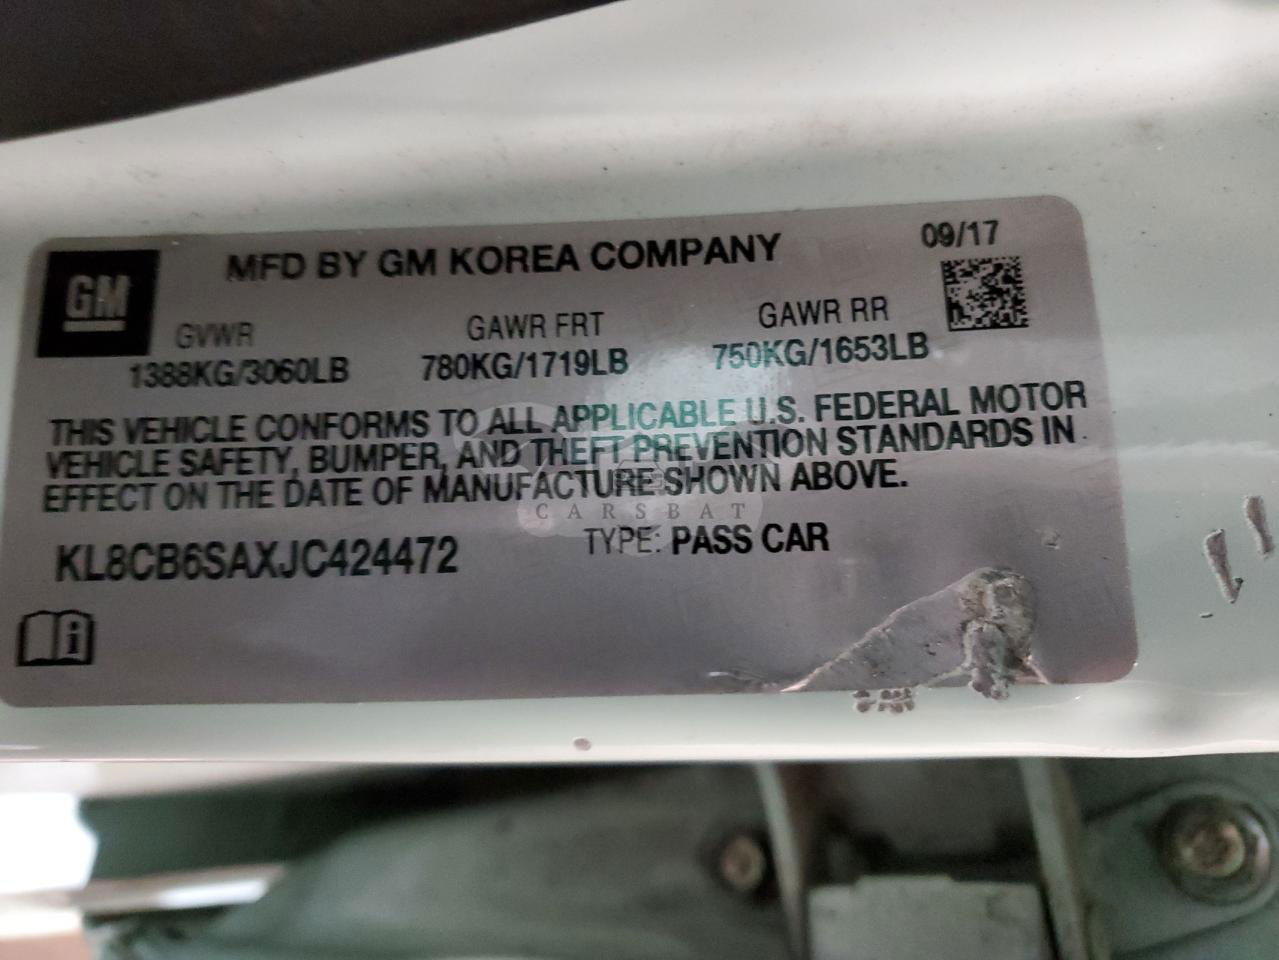 GM
MFD BY GM KOREA COMPANY
09/17
GVWR
GAWR FRT
GAWR RR
1388KG/3060LB
780KG/1719LB
750KG/1653LB
THIS VEHICLE CONFORMS TO ALL APPLICABLE U.S. FEDERAL MOTOR
VEHICLE SAFETY, BUMPER, AND THEFT PREVENTION STANDARDS IN
EFFECT ON THE DATE OF MANUFACTURE SHOWN ABOVE.
CARSBAT
KL8CB6SAXJC424472
TYPE: PASS CAR
i